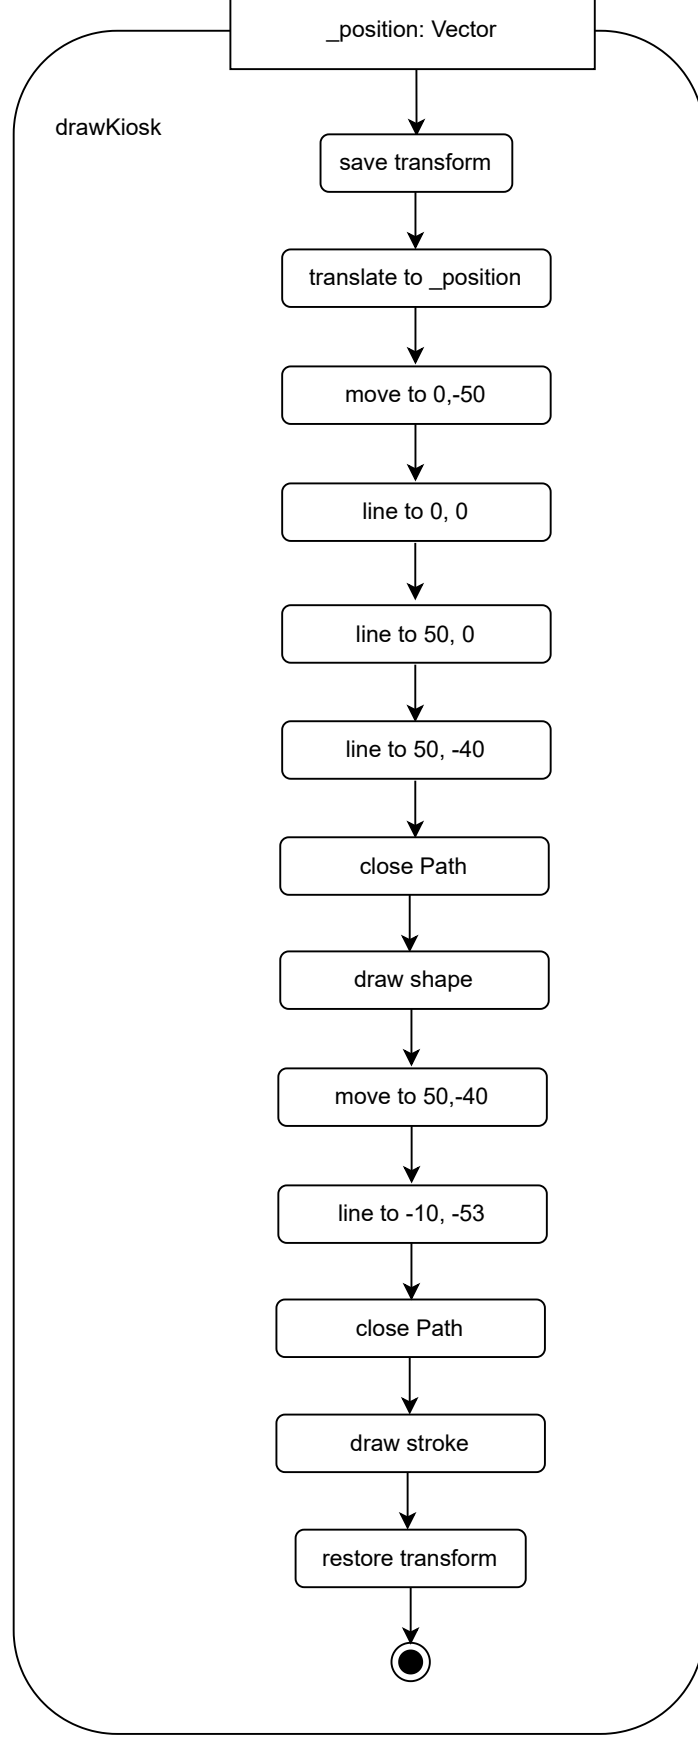 _position: Vector
drawKiosk
save transform
translate to _position
move to 0,-50
line to 0, 0
line to 50, 0
line to 50, -40
close Path
draw shape
move to 50,-40
line to -10, -53
close Path
draw stroke
restore transform